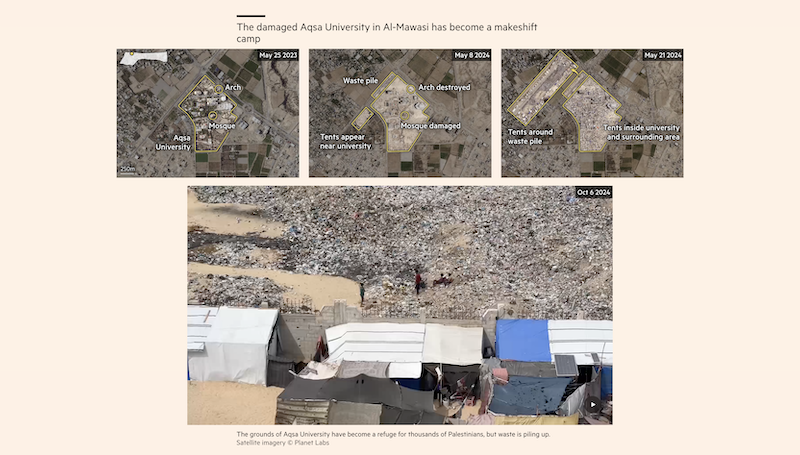 The damaged Aqsa University in Al-Mawasi has become a makeshift
camp
May 25 2023
Arch
Mosque
Aqsa
University
250m
May 8 2024
Waste pile
Arch destroyed
Mosque damaged
Tents appear
near university
May 21 2024
Tents around
waste pile
Tents inside university
and surrounding area
Oct 6 2024
The grounds of Aqsa University have become a refuge for thousands of Palestinians, but waste is piling up.
Satellite imagery © Planet Labs